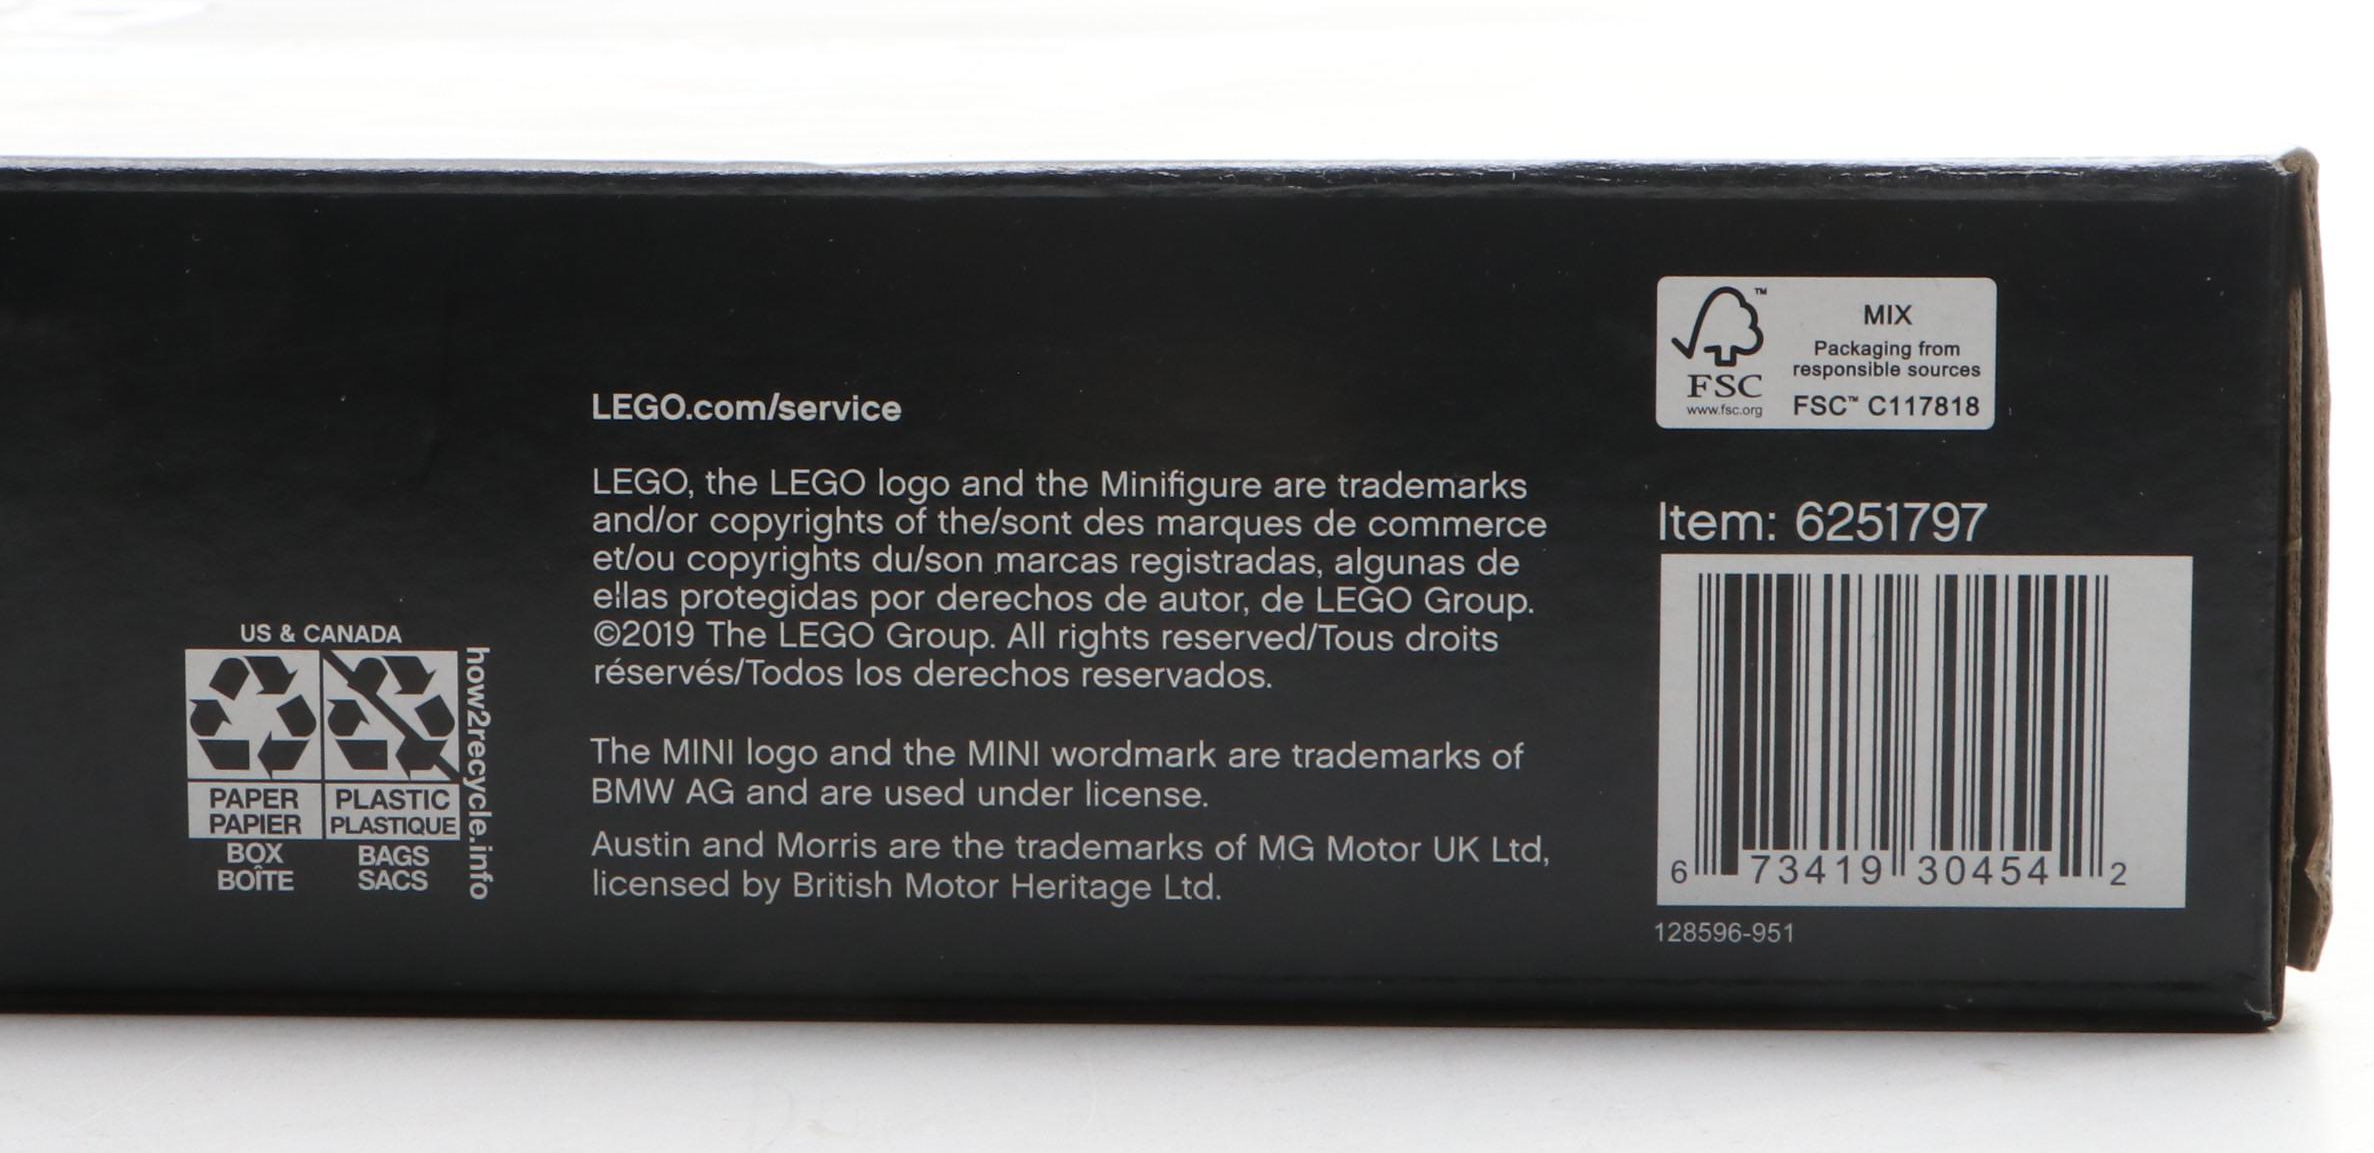 US & CANADA
PAPER
PAPIER
BOX
BOÎTE
PLASTIC
PLASTIQUE
BAGS
SACS
how2recycle.info
LEGO.com/service
LEGO, the LEGO logo and the Minifigure are trademarks
and/or copyrights of the/sont des marques de commerce
et/ou copyrights du/son marcas registradas, algunas de
ellas protegidas por derechos de autor, de LEGO Group.
©2019 The LEGO Group. All rights reserved/Tous droits
réservés/Todos los derechos reservados.
The MINI logo and the MINI wordmark are trademarks of
BMW AG and are used under license.
Austin and Morris are the trademarks of MG Motor UK Ltd,
licensed by British Motor Heritage Ltd.
FSC
™
www.fsc.org
MIX
Packaging from
responsible sources
FSC™ C117818
Item: 6251797
6 73419 30454 2
128596-951